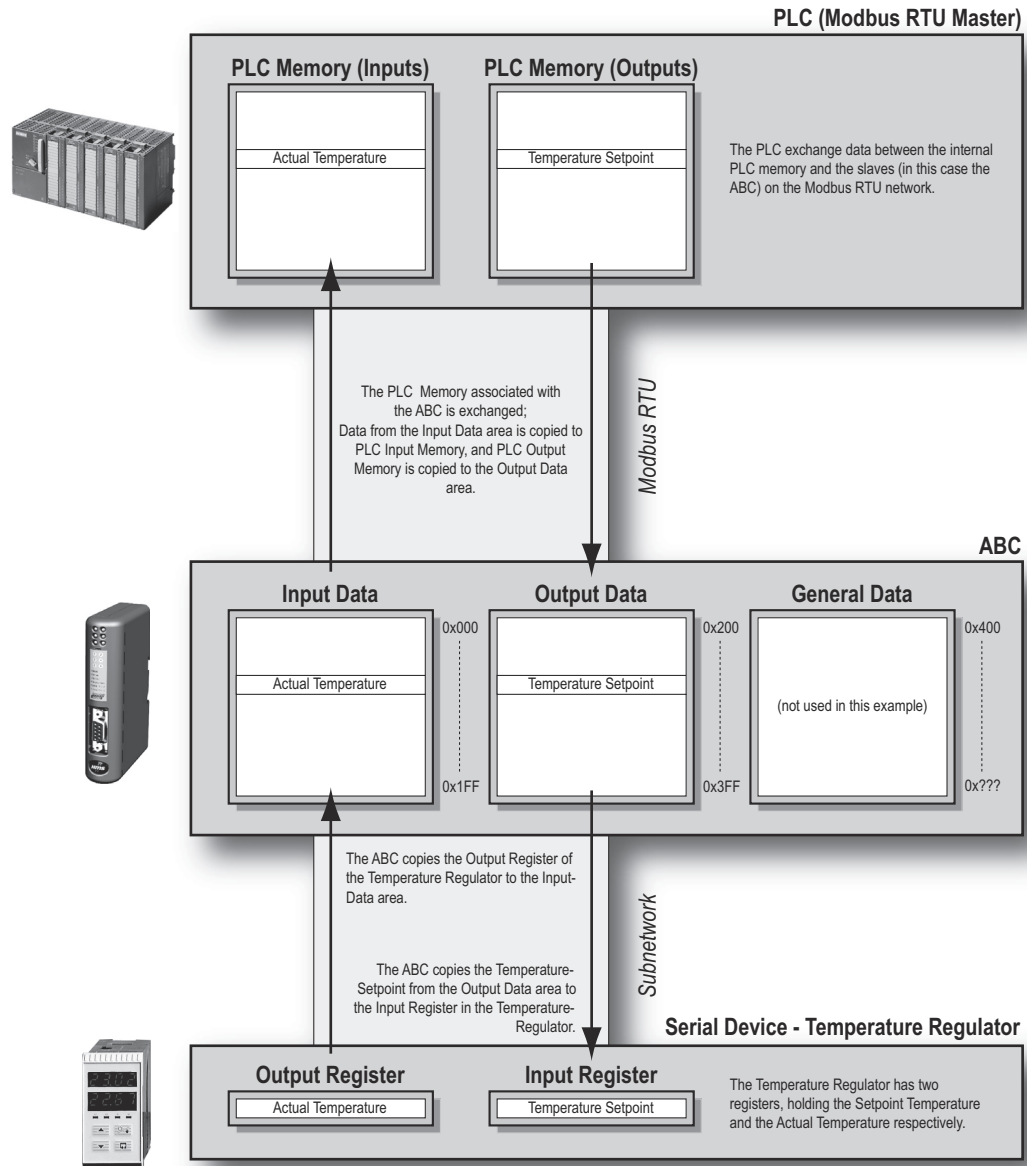 PLC (Modbus RTU Master)
PLC Memory (Inputs)
PLC Memory (Outputs)
Actual Temperature
Temperature Setpoint
The PLC exchange data between the internal
PLC memory and the slaves (in this case the
ABC) on the Modbus RTU network.
The PLC Memory associated with
the ABC is exchanged;
Data from the Input Data area is copied to
PLC Input Memory, and PLC Output
Memory is copied to the Output Data
area.
Modbus RTU
ABC
Input Data
Output Data
General Data
0x000
0x200
0x400
Actual Temperature
Temperature Setpoint
(not used in this example)
0x1FF
0x3FF
0x???
The ABC copies the Output Register of
the Temperature Regulator to the Input-
Data area.
The ABC copies the Temperature-
Setpoint from the Output Data area to
the Input Register in the Temperature-
Regulator.
Subnetwork
Serial Device - Temperature Regulator
Output Register
Input Register
Actual Temperature
Temperature Setpoint
The Temperature Regulator has two
registers, holding the Setpoint Temperature
and the Actual Temperature respectively.